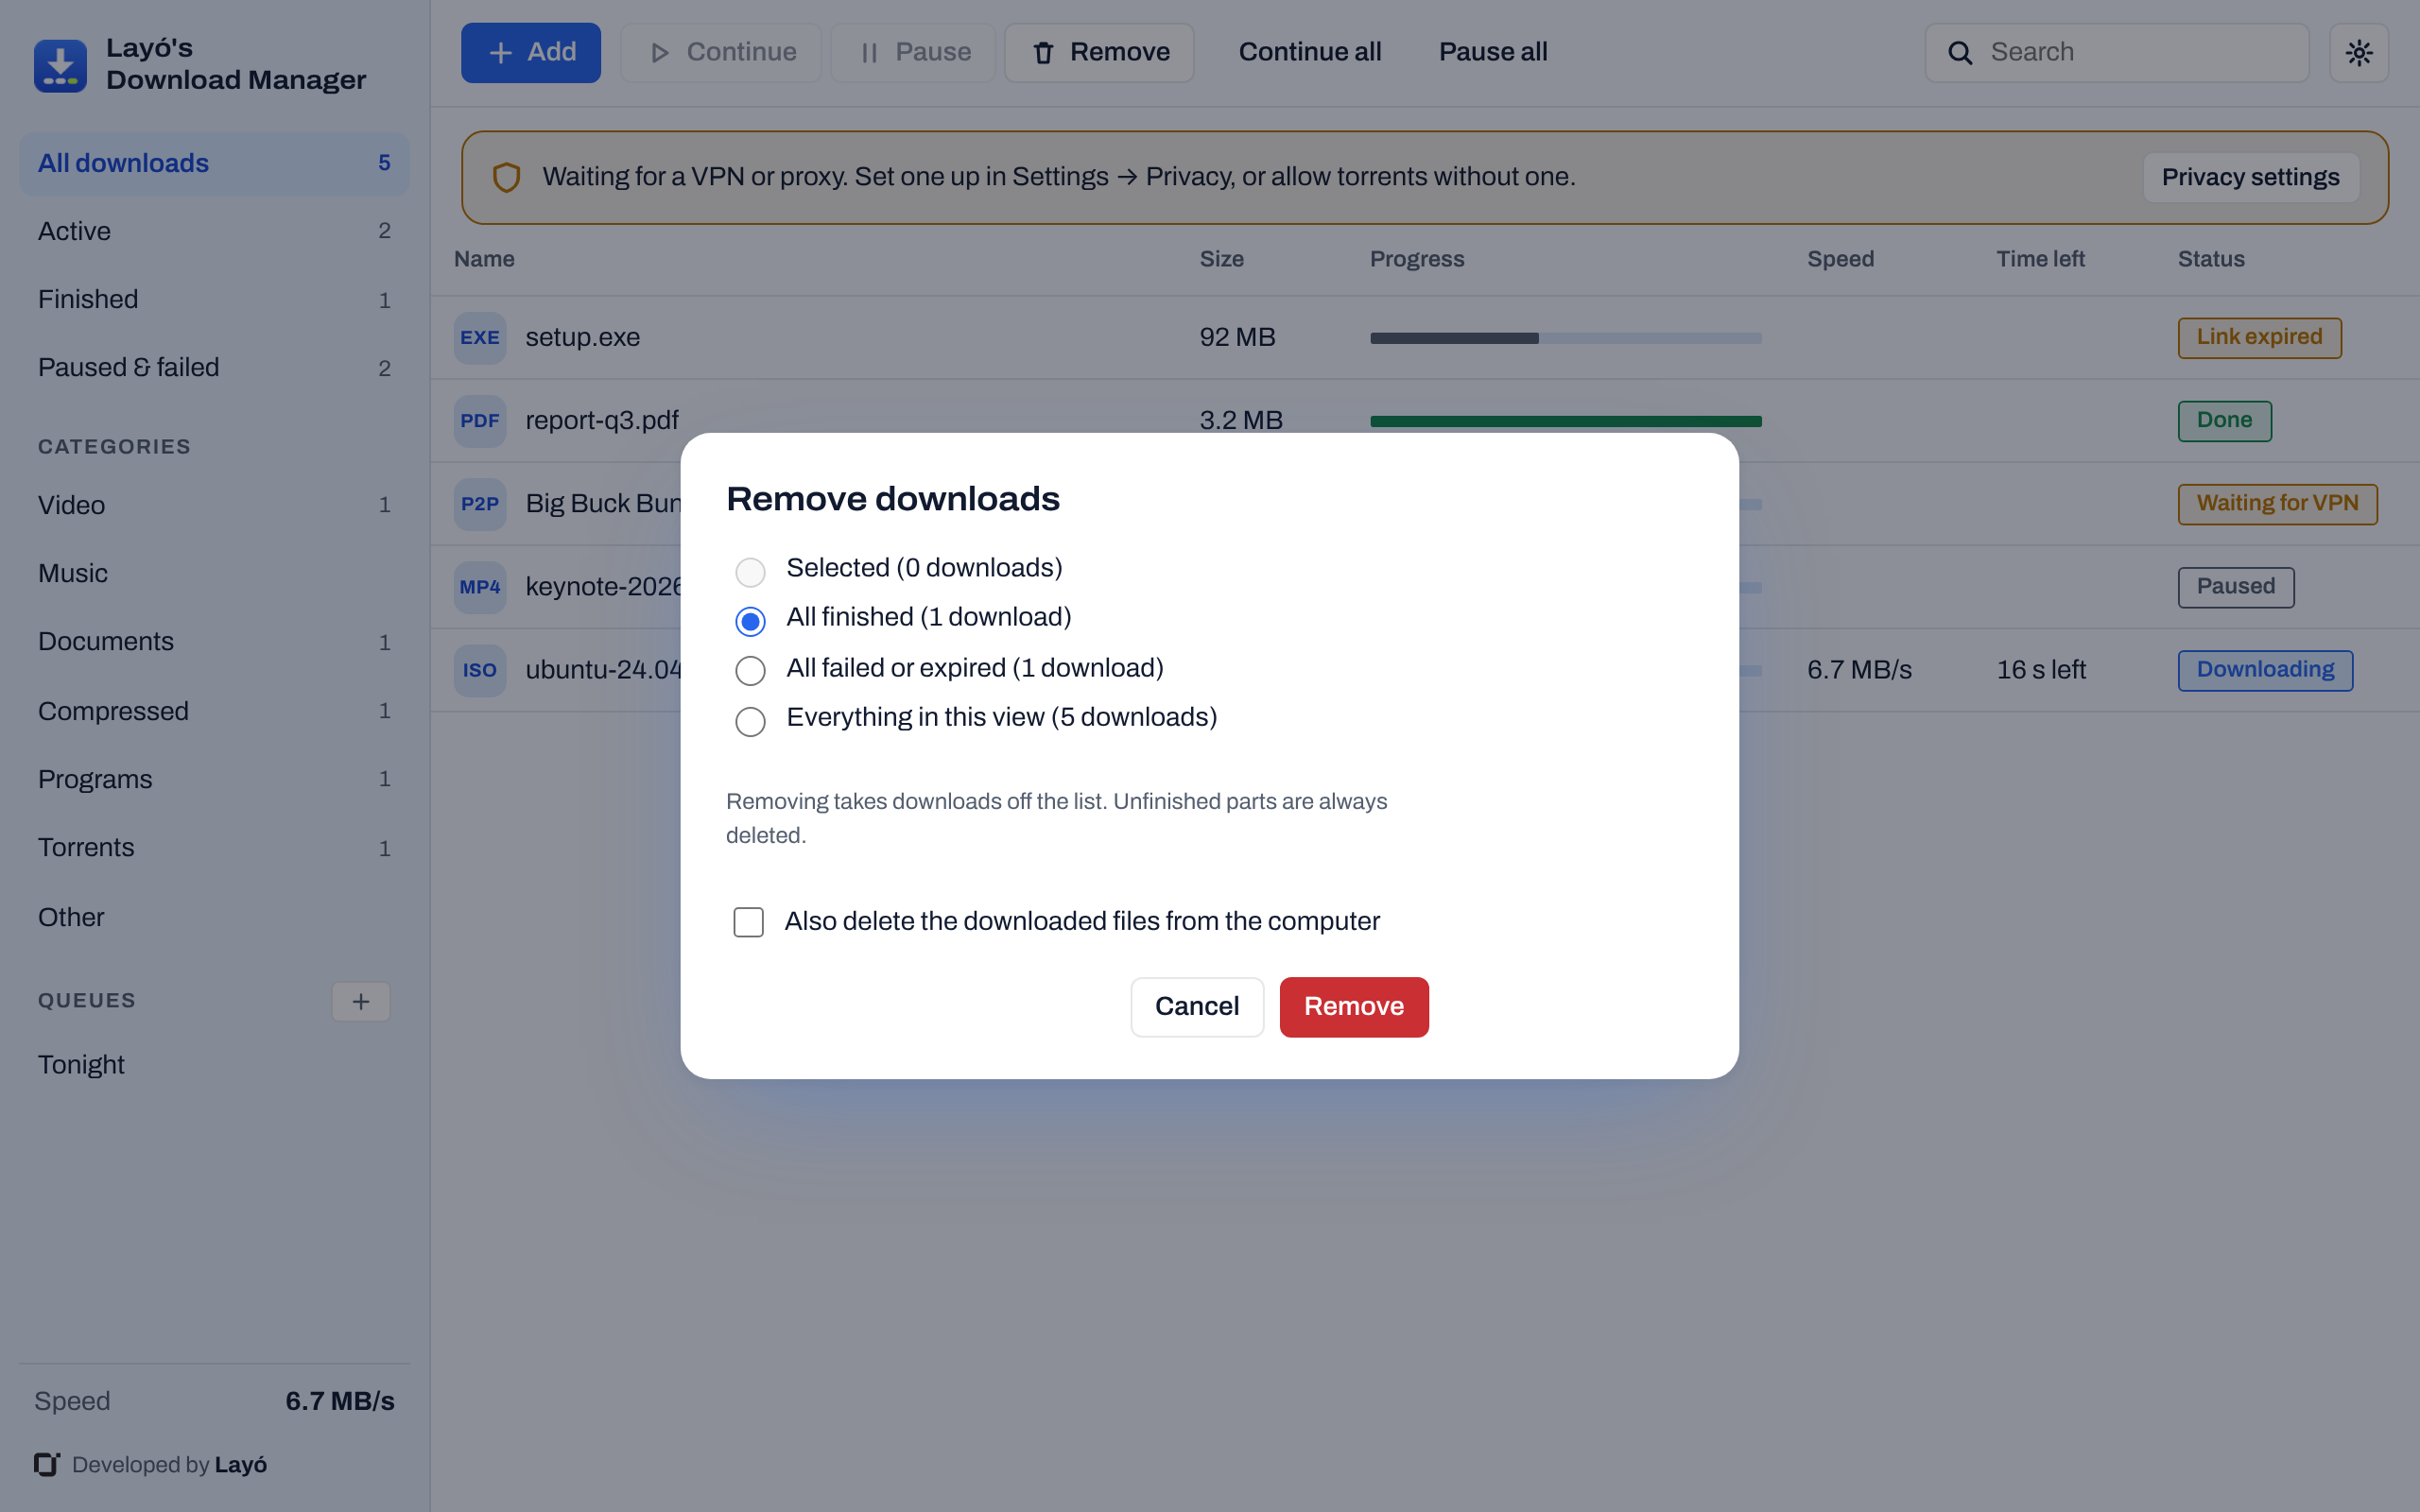 Layó's
Download Manager
Add
Continue
Pause
Remove
Continue all
Pause all
Search
All downloads 5
Active 2
Finished 1
Paused & failed 2
CATEGORIES
Video 1
Music
Documents 1
Compressed 1
Programs 1
Torrents 1
Other
QUEUES +
Tonight
Speed 6.7 MB/s
Developed by Layó
Waiting for a VPN or proxy. Set one up in Settings → Privacy, or allow torrents without one.
Privacy settings
Name Size Progress Speed Time left Status
EXE setup.exe 92 MB Link expired
PDF report-q3.pdf 3.2 MB Done
P2P Big Buck Bun Waiting for VPN
MP4 keynote-2026 Paused
ISO ubuntu-24.04 6.7 MB/s 16 s left Downloading
Remove downloads
Selected (0 downloads)
All finished (1 download)
All failed or expired (1 download)
Everything in this view (5 downloads)
Removing takes downloads off the list. Unfinished parts are always
deleted.
Also delete the downloaded files from the computer
Cancel
Remove